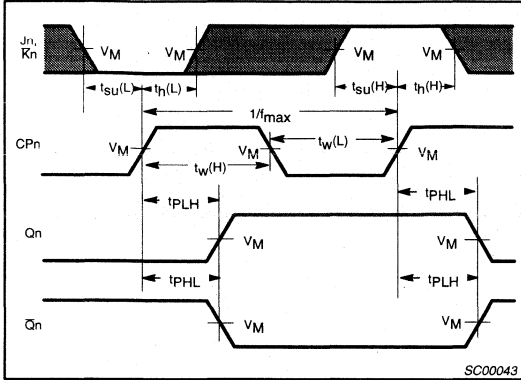 Jn,
K̅n
VM VM VM VM
tsu(L) th(L) tsu(H) th(H)
1/fmax
CPn VM VM tw(L) VM
tw(H)
tPLH tPHL
Qn VM VM
tPHL tPLH
Q̅n VM VM
SC00043